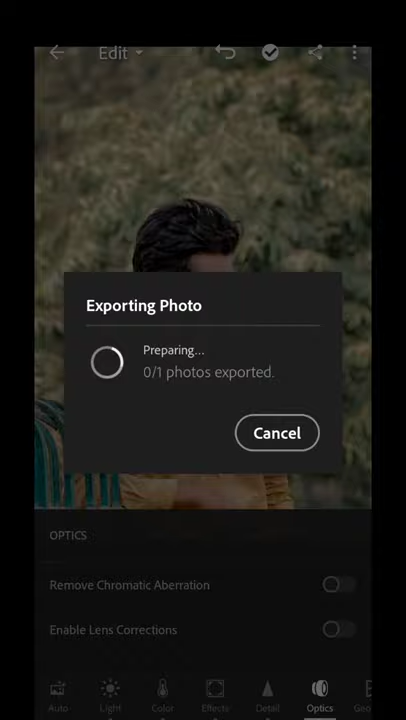 Edit
Exporting Photo
Preparing...
0/1 photos exported.
Cancel
OPTICS
Remove Chromatic Aberration
Enable Lens Corrections
Auto Light Color Effects Detail Optics Geo